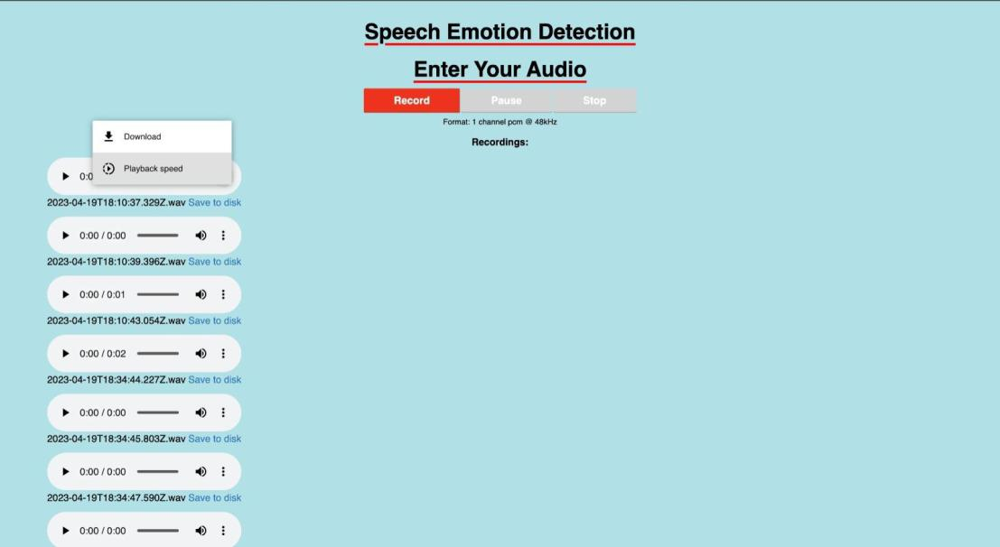 Speech Emotion Detection
Enter Your Audio
Record Pause Stop
Format: 1 channel pcm @ 48kHz
Recordings:
Download
Playback speed
0:0
2023-04-19T18:10:37.329Z.wav Save to disk
0:00 / 0:00
2023-04-19T18:10:39.396Z.wav Save to disk
0:00 / 0:01
2023-04-19T18:10:43.054Z.wav Save to disk
0:00 / 0:02
2023-04-19T18:34:44.227Z.wav Save to disk
0:00 / 0:00
2023-04-19T18:34:45.803Z.wav Save to disk
0:00 / 0:00
2023-04-19T18:34:47.590Z.wav Save to disk
0:00 / 0:00